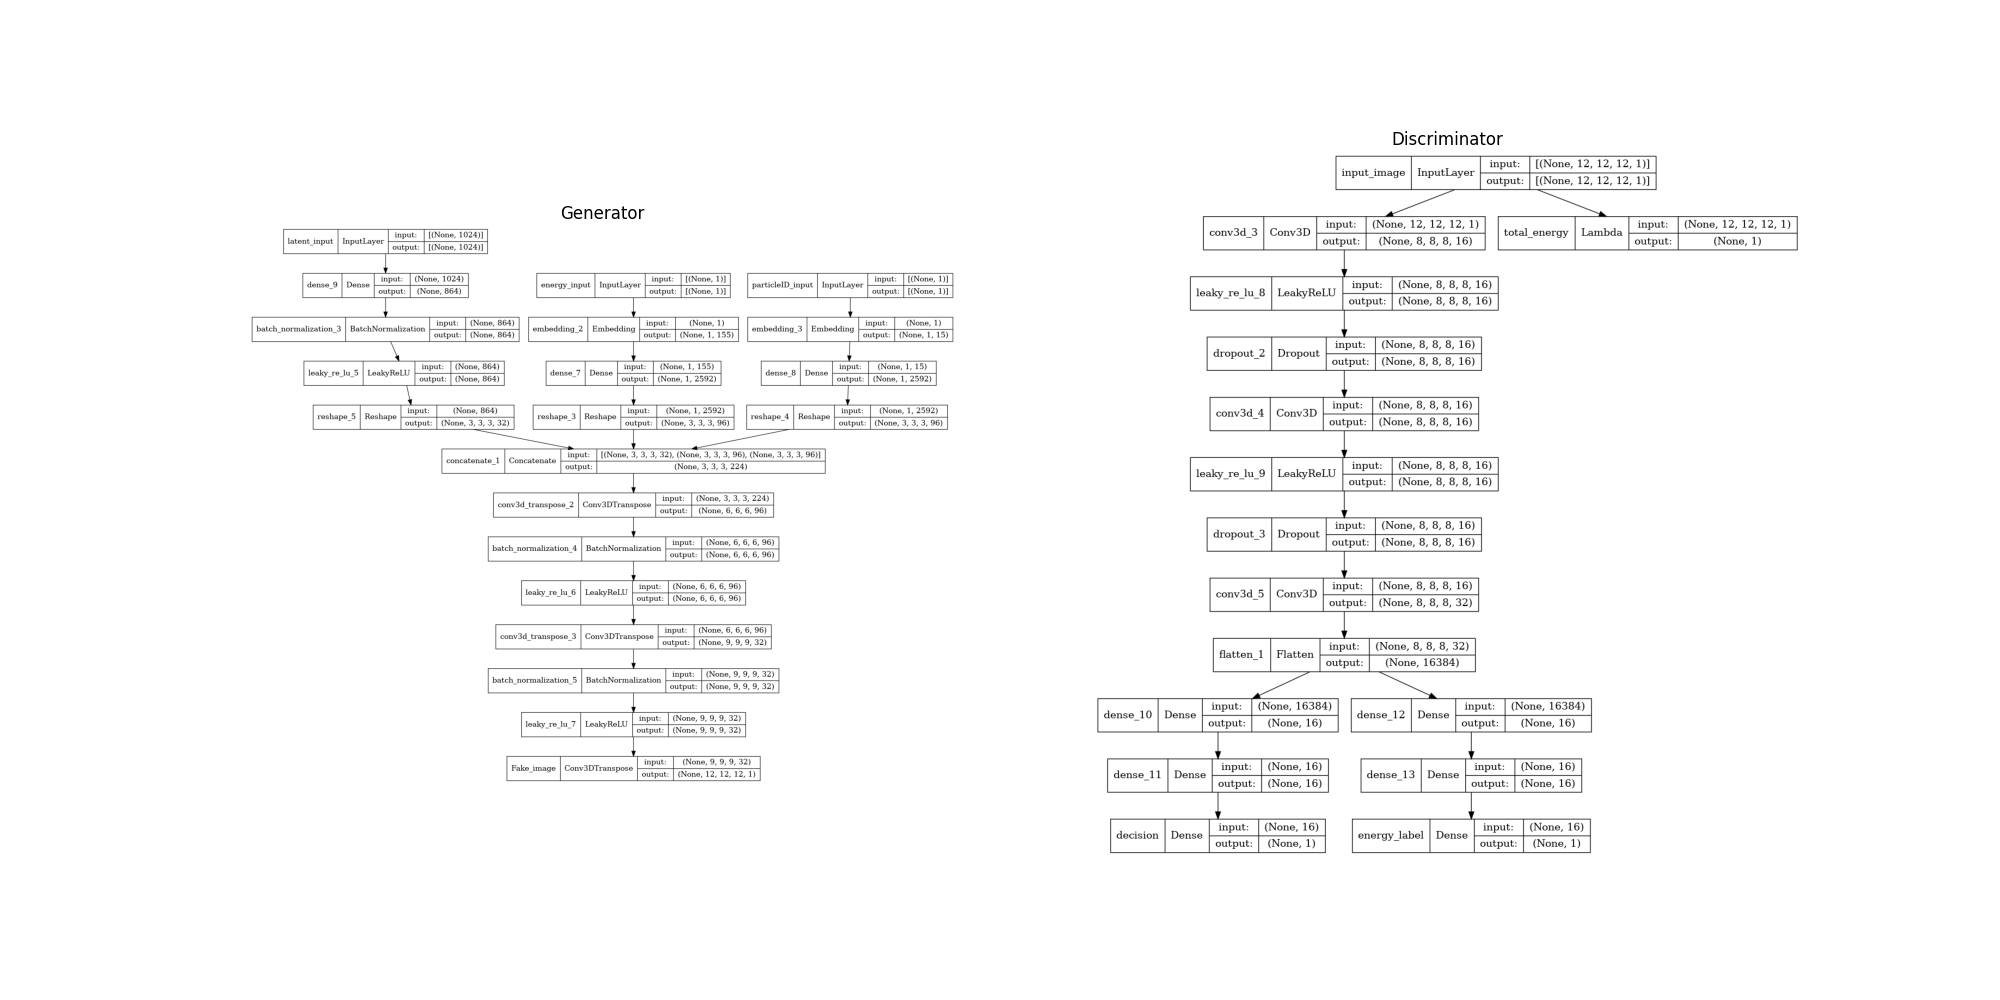 Generator
latent_input InputLayer input: [(None, 1024)]
output: [(None, 1024)]
dense_9 Dense input: (None, 1024)
output: (None, 864)
energy_input InputLayer input: [(None, 1)]
output: [(None, 1)]
particleID_input InputLayer input: [(None, 1)]
output: [(None, 1)]
batch_normalization_3 BatchNormalization input: (None, 864)
output: (None, 864)
embedding_2 Embedding input: (None, 1)
output: (None, 1, 155)
embedding_3 Embedding input: (None, 1)
output: (None, 1, 15)
leaky_re_lu_5 LeakyReLU input: (None, 864)
output: (None, 864)
dense_7 Dense input: (None, 1, 155)
output: (None, 1, 2592)
dense_8 Dense input: (None, 1, 15)
output: (None, 1, 2592)
reshape_5 Reshape input: (None, 864)
output: (None, 3, 3, 3, 32)
reshape_3 Reshape input: (None, 1, 2592)
output: (None, 3, 3, 3, 96)
reshape_4 Reshape input: (None, 1, 2592)
output: (None, 3, 3, 3, 96)
concatenate_1 Concatenate input: [(None, 3, 3, 3, 32), (None, 3, 3, 3, 96), (None, 3, 3, 3, 96)]
output: (None, 3, 3, 3, 224)
conv3d_transpose_2 Conv3DTranspose input: (None, 3, 3, 3, 224)
output: (None, 6, 6, 6, 96)
batch_normalization_4 BatchNormalization input: (None, 6, 6, 6, 96)
output: (None, 6, 6, 6, 96)
leaky_re_lu_6 LeakyReLU input: (None, 6, 6, 6, 96)
output: (None, 6, 6, 6, 96)
conv3d_transpose_3 Conv3DTranspose input: (None, 6, 6, 6, 96)
output: (None, 9, 9, 9, 32)
batch_normalization_5 BatchNormalization input: (None, 9, 9, 9, 32)
output: (None, 9, 9, 9, 32)
leaky_re_lu_7 LeakyReLU input: (None, 9, 9, 9, 32)
output: (None, 9, 9, 9, 32)
Fake_image Conv3DTranspose input: (None, 9, 9, 9, 32)
output: (None, 12, 12, 12, 1)
Discriminator
input_image InputLayer input: [(None, 12, 12, 12, 1)]
output: [(None, 12, 12, 12, 1)]
conv3d_3 Conv3D input: (None, 12, 12, 12, 1)
output: (None, 8, 8, 8, 16)
total_energy Lambda input: (None, 12, 12, 12, 1)
output: (None, 1)
leaky_re_lu_8 LeakyReLU input: (None, 8, 8, 8, 16)
output: (None, 8, 8, 8, 16)
dropout_2 Dropout input: (None, 8, 8, 8, 16)
output: (None, 8, 8, 8, 16)
conv3d_4 Conv3D input: (None, 8, 8, 8, 16)
output: (None, 8, 8, 8, 16)
leaky_re_lu_9 LeakyReLU input: (None, 8, 8, 8, 16)
output: (None, 8, 8, 8, 16)
dropout_3 Dropout input: (None, 8, 8, 8, 16)
output: (None, 8, 8, 8, 16)
conv3d_5 Conv3D input: (None, 8, 8, 8, 16)
output: (None, 8, 8, 8, 32)
flatten_1 Flatten input: (None, 8, 8, 8, 32)
output: (None, 16384)
dense_10 Dense input: (None, 16384)
output: (None, 16)
dense_12 Dense input: (None, 16384)
output: (None, 16)
dense_11 Dense input: (None, 16)
output: (None, 16)
dense_13 Dense input: (None, 16)
output: (None, 16)
decision Dense input: (None, 16)
output: (None, 1)
energy_label Dense input: (None, 16)
output: (None, 1)